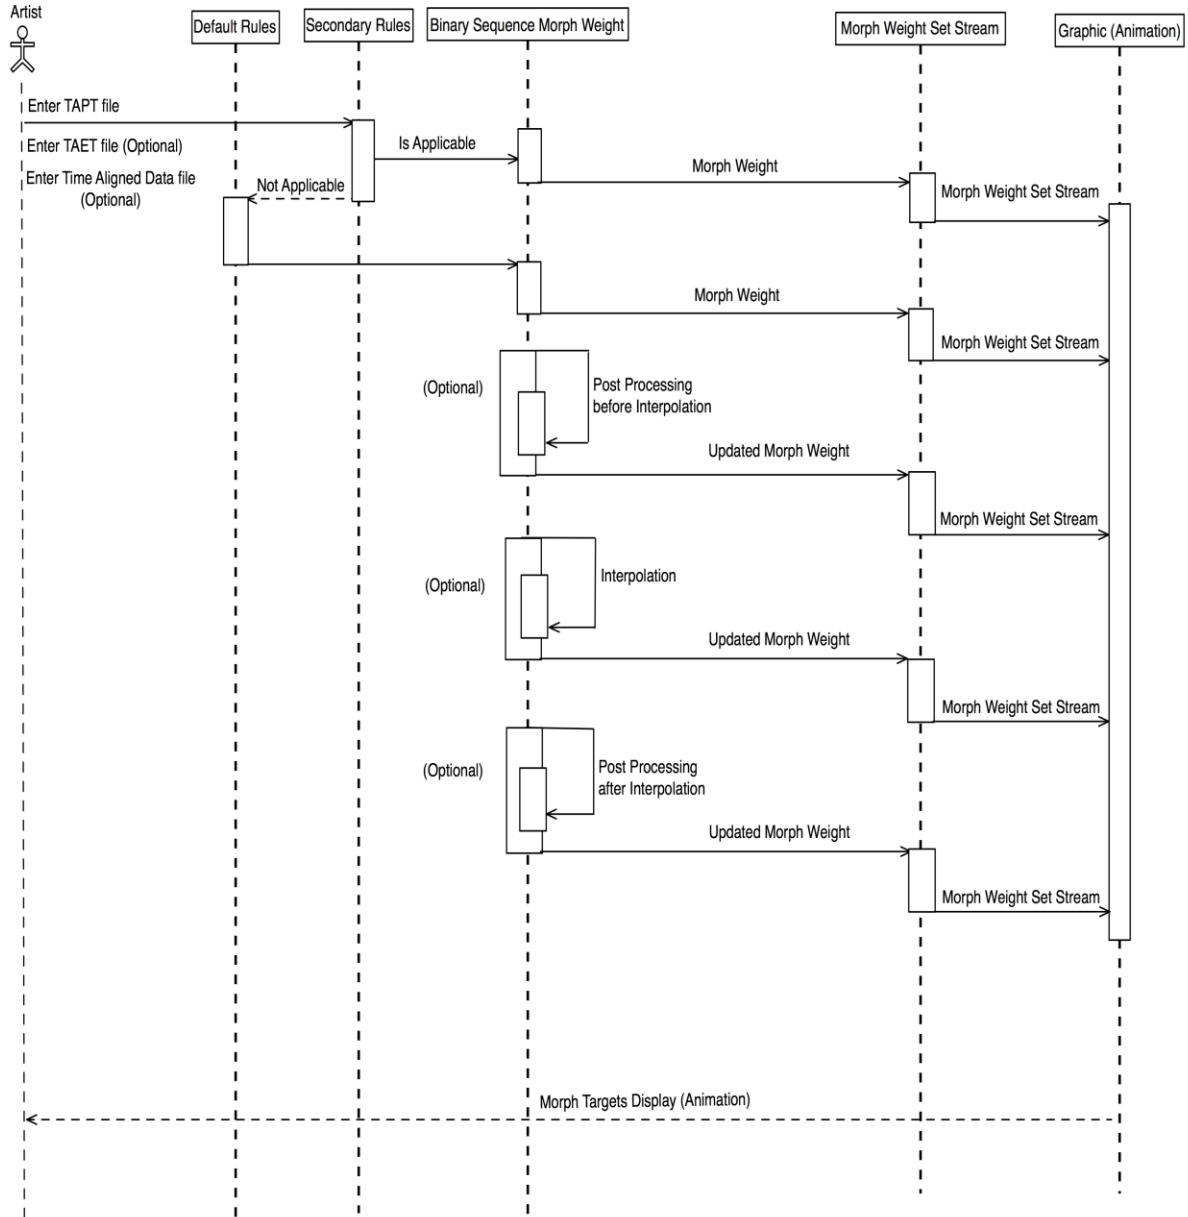 Artist
Default Rules
Secondary Rules
Binary Sequence Morph Weight
Morph Weight Set Stream
Graphic (Animation)
Enter TAPT file
Enter TAET file (Optional)
Is Applicable
Enter Time Aligned Data file
(Optional)
Not Applicable
Morph Weight
Morph Weight Set Stream
Morph Weight
Morph Weight Set Stream
(Optional)
Post Processing
before Interpolation
Updated Morph Weight
Morph Weight Set Stream
(Optional)
Interpolation
Updated Morph Weight
Morph Weight Set Stream
(Optional)
Post Processing
after Interpolation
Updated Morph Weight
Morph Weight Set Stream
Morph Targets Display (Animation)